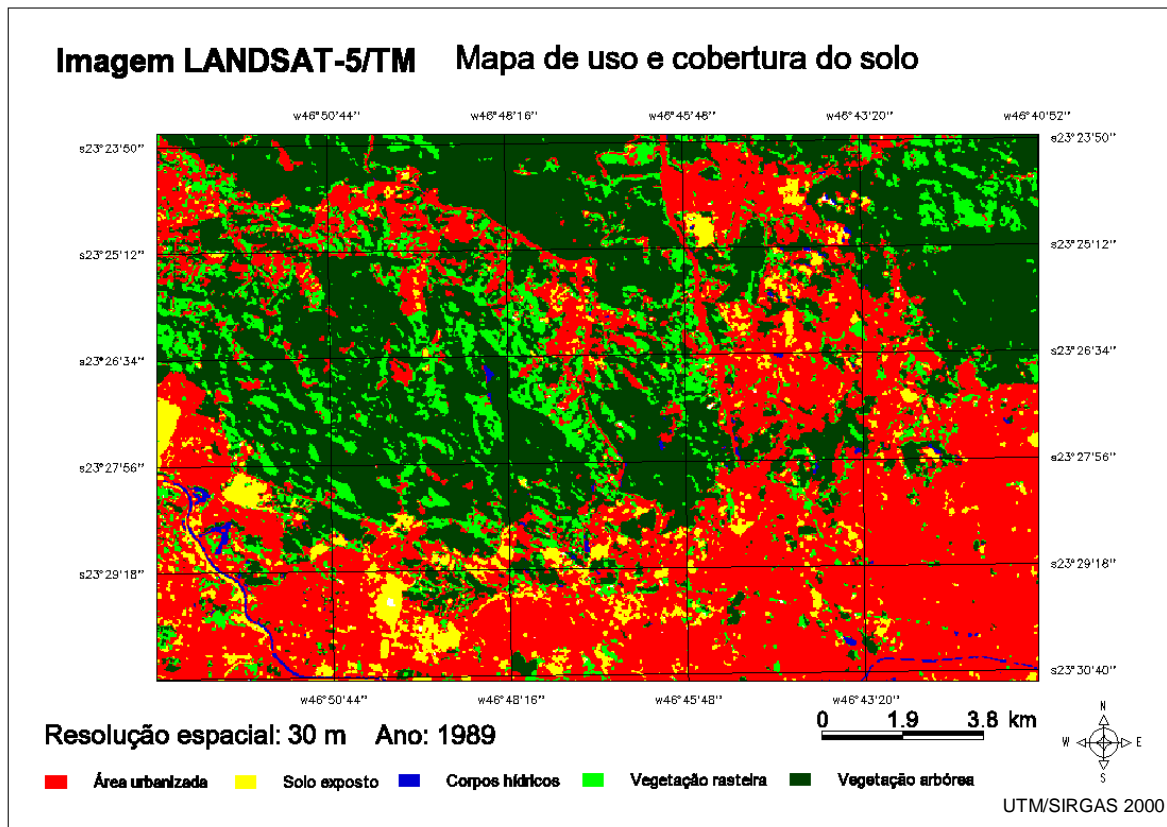 Imagem LANDSAT-5/TM Mapa de uso e cobertura do solo
w46°50'44'' w46°48'16'' w46°45'48'' w46°43'20'' w46°40'52''
s23°23'50'' s23°23'50''
s23°25'12'' s23°25'12''
s23°26'34'' s23°26'34''
s23°27'56'' s23°27'56''
s23°29'18'' s23°29'18''
s23°30'40''
w46°50'44'' w46°48'16'' w46°45'48'' w46°43'20''
0 1.9 3.8 km
Resolução espacial: 30 m Ano: 1989
N
W E
S
Área urbanizada Solo exposto Corpos hídricos Vegetação rasteira Vegetação arbórea
UTM/SIRGAS 2000